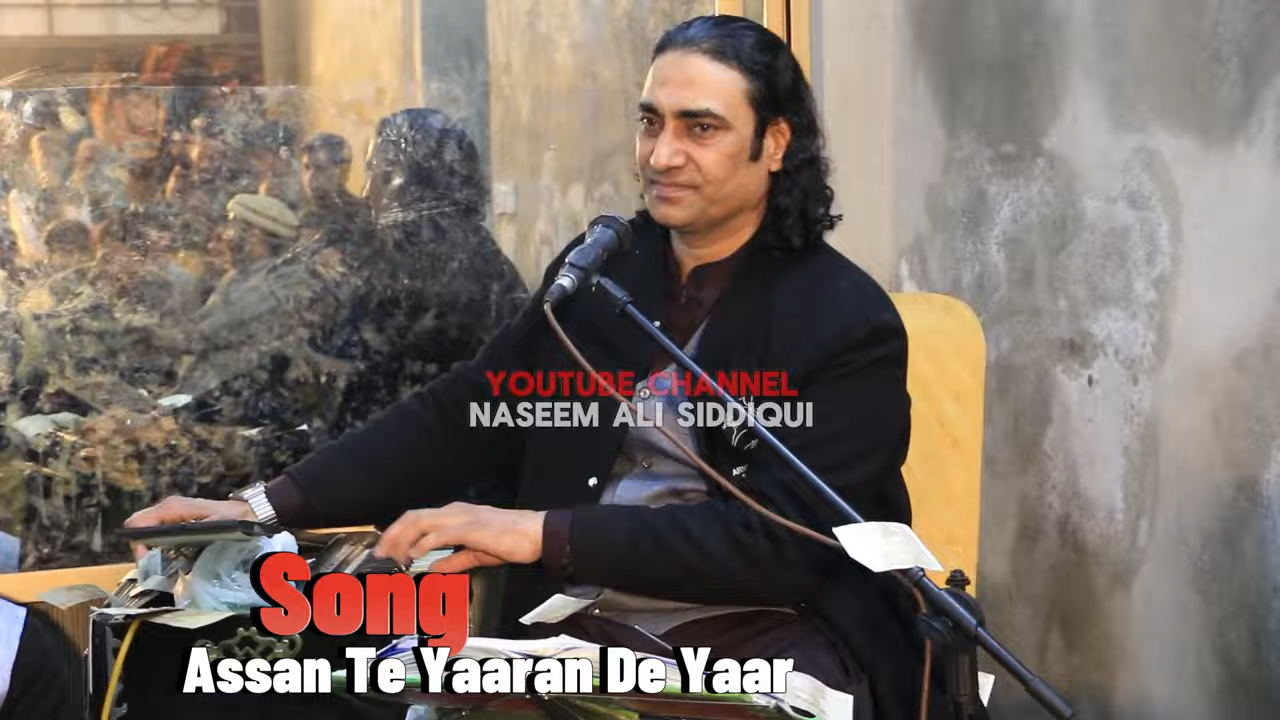 YOUTUBE CHANNEL
NASEEM ALI SIDDIQUI
Song
Assan Te Yaaran De Yaar